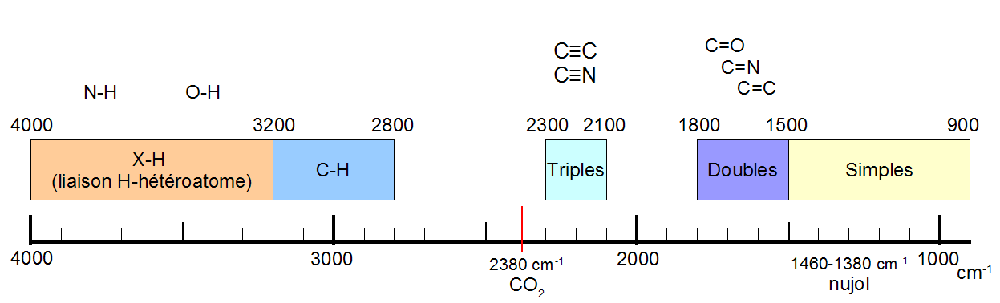 C≡C
C≡N
C=O
C=N
C=C
N-H O-H
4000 3200 2800 2300 2100 1800 1500 900
X-H
(liaison H-hétéroatome)
C-H
Triples
Doubles
Simples
4000 3000 2000 1000 cm⁻¹
2380 cm⁻¹
CO₂
1460-1380 cm⁻¹
nujol